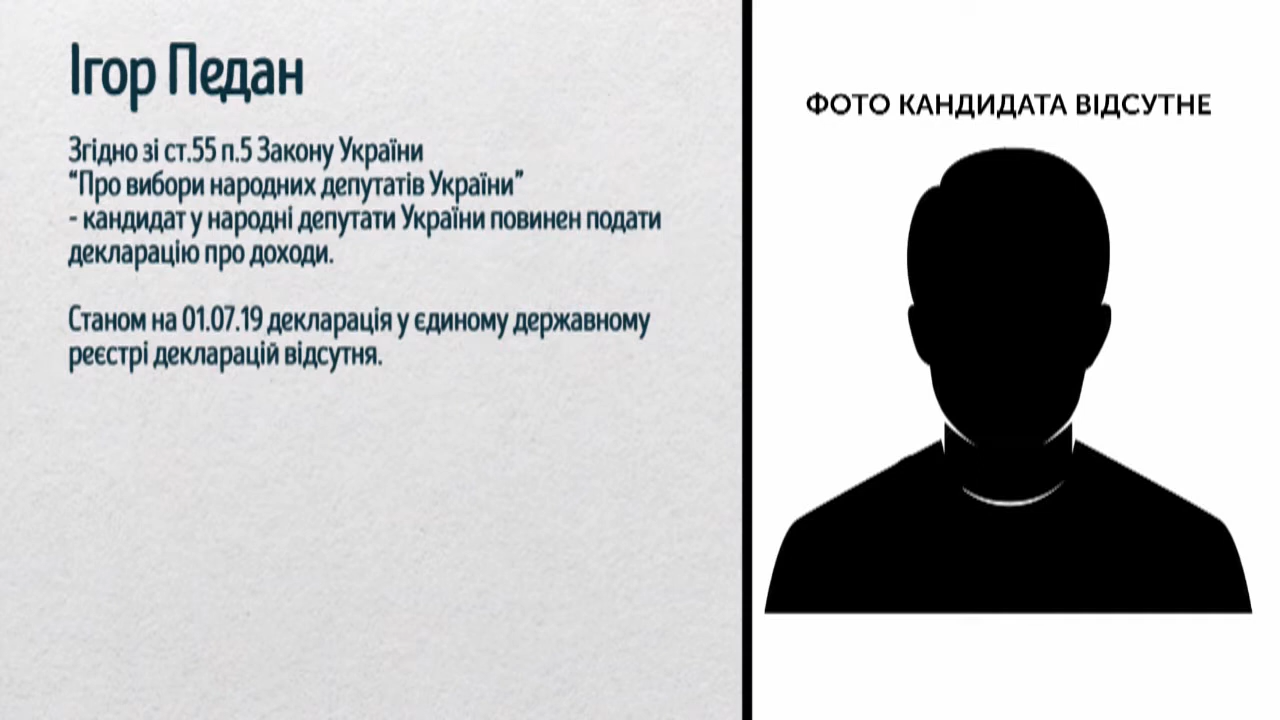 Ігор Педан
Згідно зі ст.55 п.5 Закону України
“Про вибори народних депутатів України”
- кандидат у народні депутати України повинен подати
декларацію про доходи.
Станом на 01.07.19 декларація у єдиному державному
реєстрі декларацій відсутня.
ФОТО КАНДИДАТА ВІДСУТНЕ